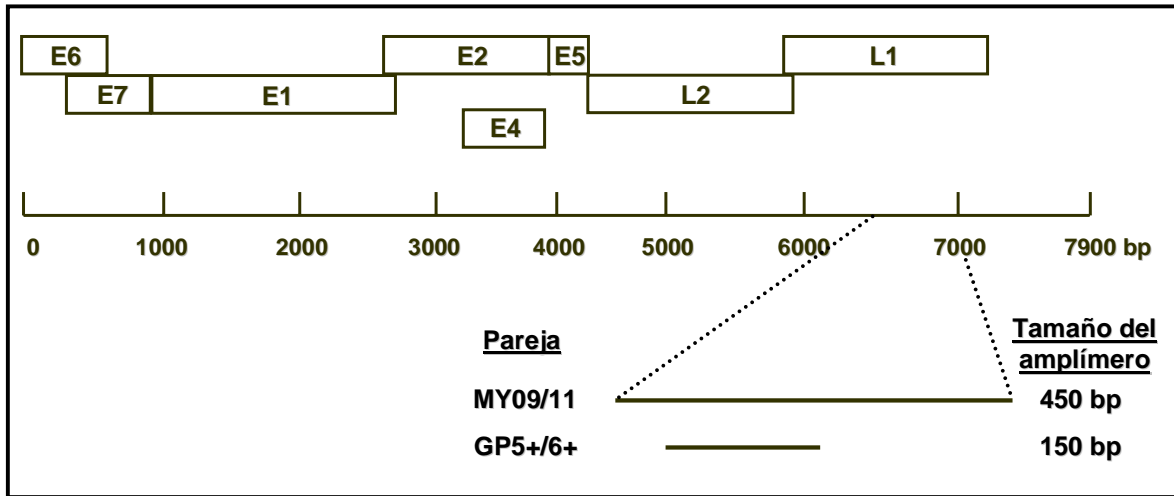 E6 E2 E5 L1
E7 E1 L2
E4
0 1000 2000 3000 4000 5000 6000 7000 7900 bp
Pareja Tamaño del
amplímero
MY09/11 450 bp
GP5+/6+ 150 bp